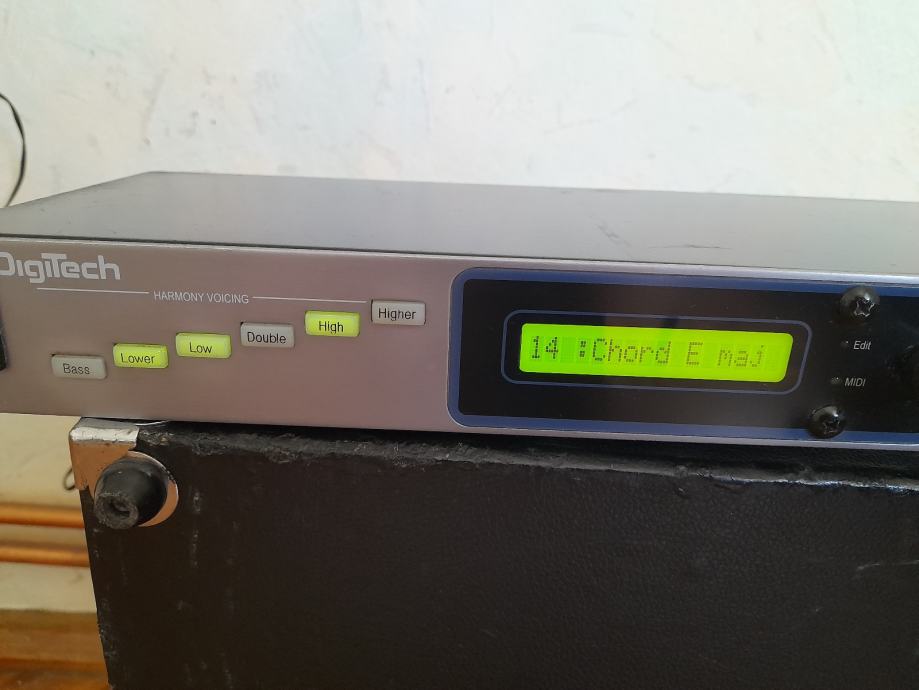 DigiTech
HARMONY VOICING
Bass
Lower
Low
Double
High
Higher
14 :Chord E maj
Edit
MIDI